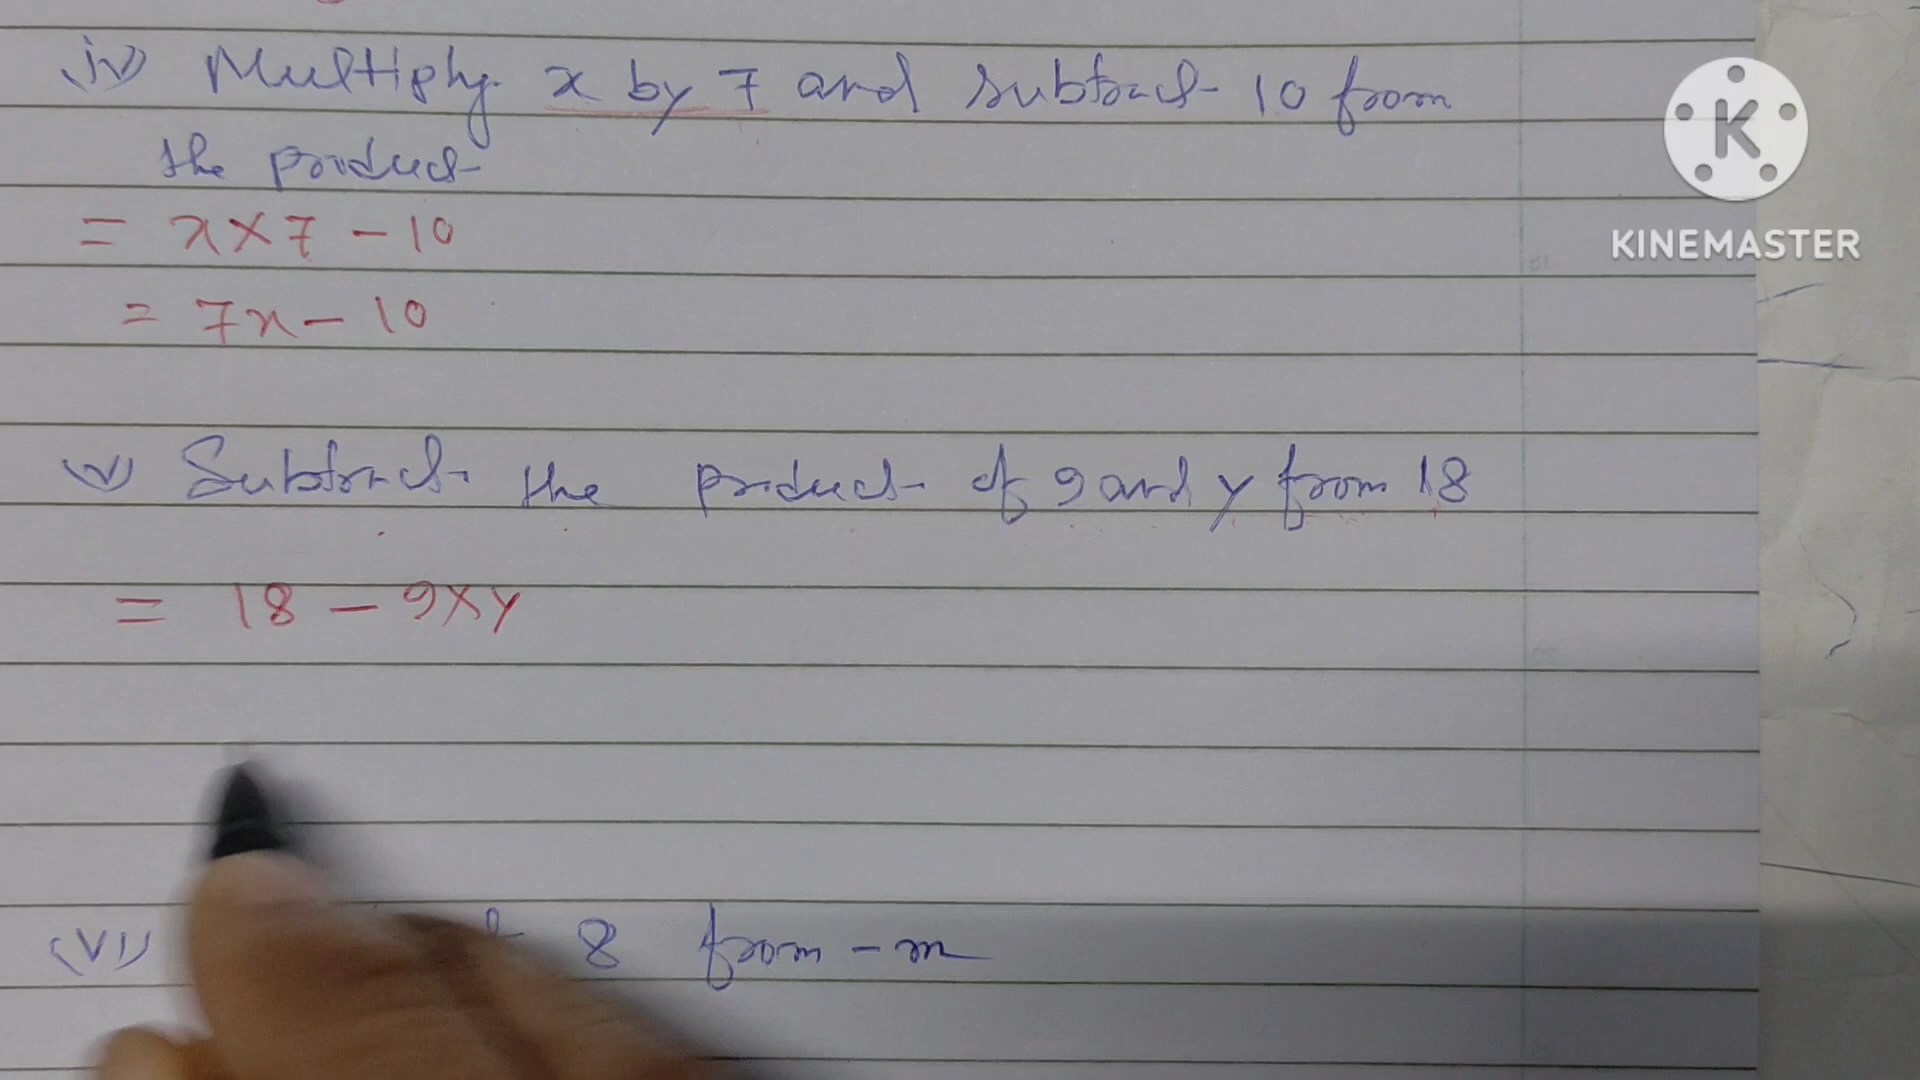 (iv) Multiply x by 7 and subtract 10 from
the product
= x × 7 - 10
= 7x - 10
(v) Subtract the product of 9 and y from 18
= 18 - 9×y
(vi) 8 from - m
K
KINEMASTER